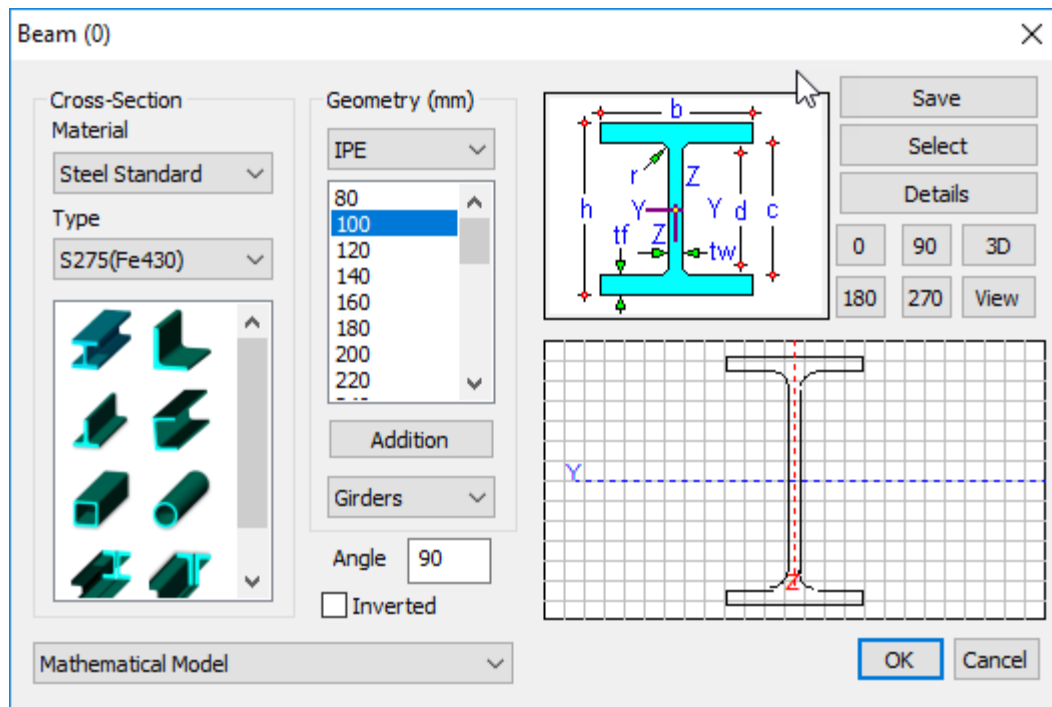 Beam (0)
Cross-Section
Material
Steel Standard
Type
S275(Fe430)
Geometry (mm)
IPE
80
100
120
140
160
180
200
220
Addition
Girders
Angle 90
Inverted
Mathematical Model
b
r Z
h Y Y d c
tf Z tw
Save
Select
Details
0 90 3D
180 270 View
Y
Z
OK Cancel